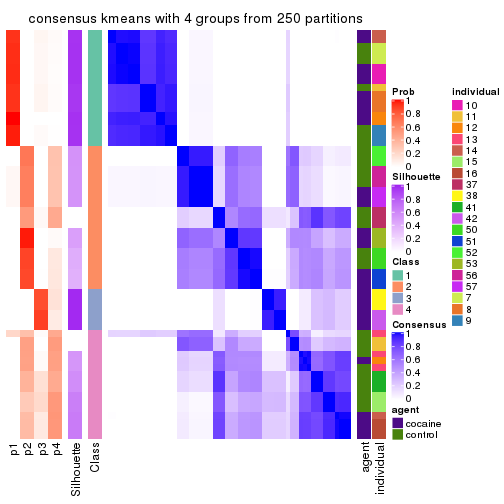 consensus kmeans with 4 groups from 250 partitions
Prob
1
0.8
0.6
0.4
0.2
0
Silhouette
1
0.8
0.6
0.4
0.2
0
Class
1
2
3
4
Consensus
1
0.8
0.6
0.4
0.2
0
agent
cocaine
control
individual
10
11
12
13
14
15
16
37
38
41
42
50
51
52
53
56
57
7
8
9
p1
p2
p3
p4
Silhouette
Class
agent
individual